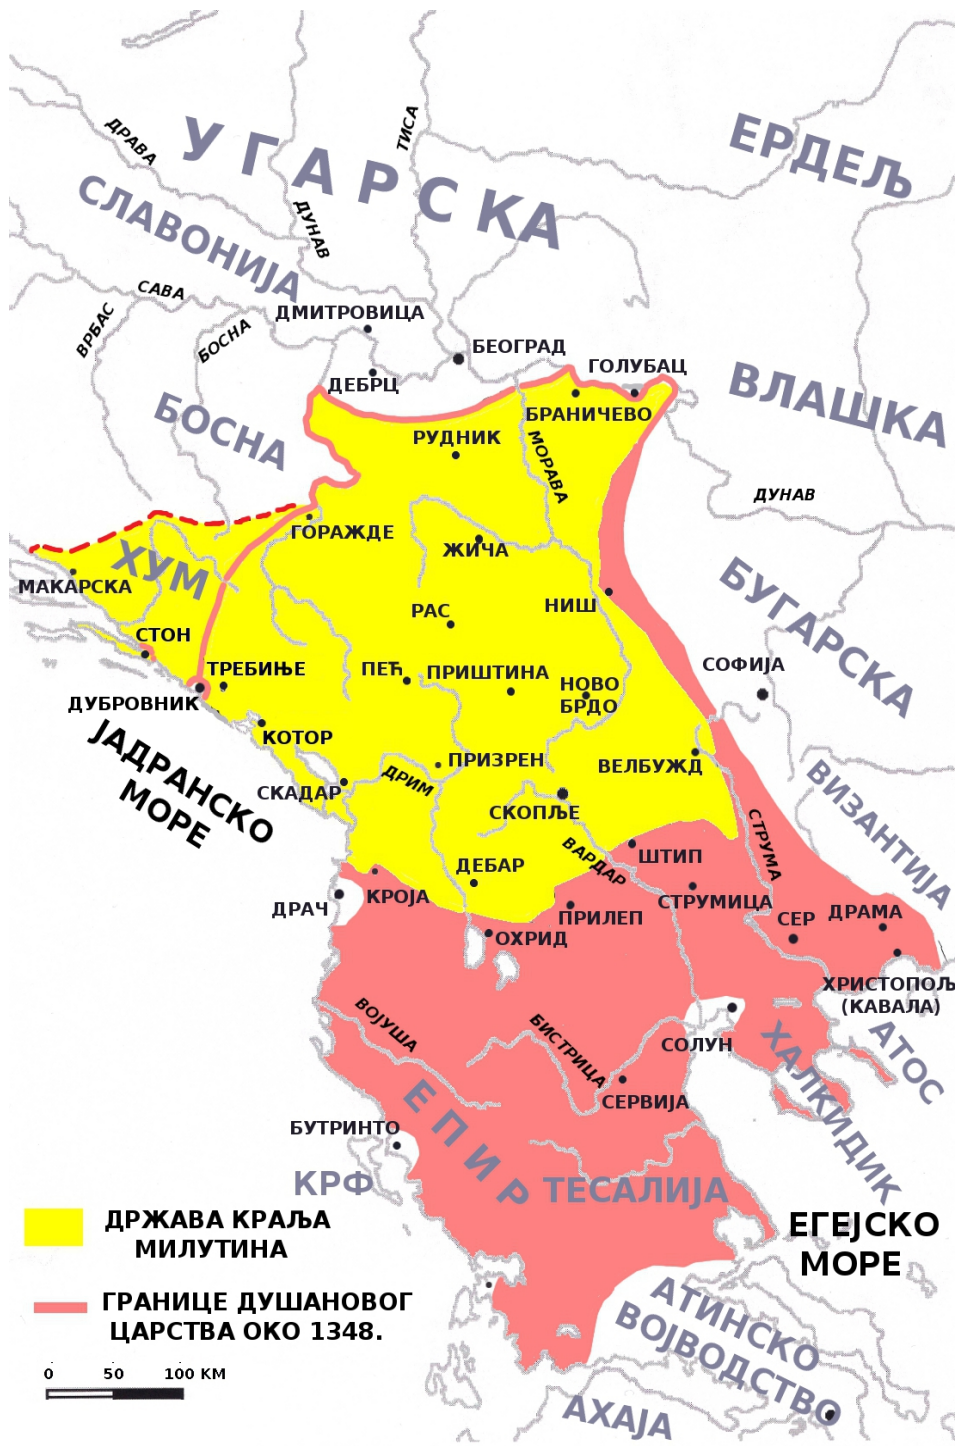 УГАРСКА
ЕРДЕЉ
ТИСА
ДРАВА
СЛАВОНИЈА
ДУНАВ
САВА
ВРБАС
БОСНА
ДМИТРОВИЦА
БЕОГРАД
ДЕБРЦ
ГОЛУБАЦ
ВЛАШКА
БОСНА
БРАНИЧЕВО
РУДНИК
МОРАВА
ДУНАВ
ГОРАЖДЕ
ЖИЧА
ХУМ
МАКАРСКА
НИШ
РАС
БУГАРСКА
СТОН
ТРЕБИЊЕ
ПЕЋ
ПРИШТИНА
НОВО
БРДО
СОФИЈА
ДУБРОВНИК
КОТОР
ЈАДРАНСКО
МОРЕ
ПРИЗРЕН
ВЕЛБУЖД
ДРИМ
СКАДАР
СКОПЉЕ
ВИЗАНТИЈА
СТРУМА
ВАРДАР
ШТИП
ДЕБАР
КРОЈА
СТРУМИЦА
ДРАЧ
ПРИЛЕП
СЕР
ДРАМА
ОХРИД
ХРИСТОПОЉ
(КАВАЛА)
ВОЈУША
БИСТРИЦА
СОЛУН
ХАЛКИДИК
АТОС
СЕРВИЈА
ЕПИР
БУТРИНТО
КРФ
ТЕСАЛИЈА
ЕГЕЈСКО
МОРЕ
ДРЖАВА КРАЉА
МИЛУТИНА
АТИНСКО
ВОЈВОДСТВО
ГРАНИЦЕ ДУШАНОВОГ
ЦАРСТВА ОКО 1348.
0 50 100 KM
АХАЈА